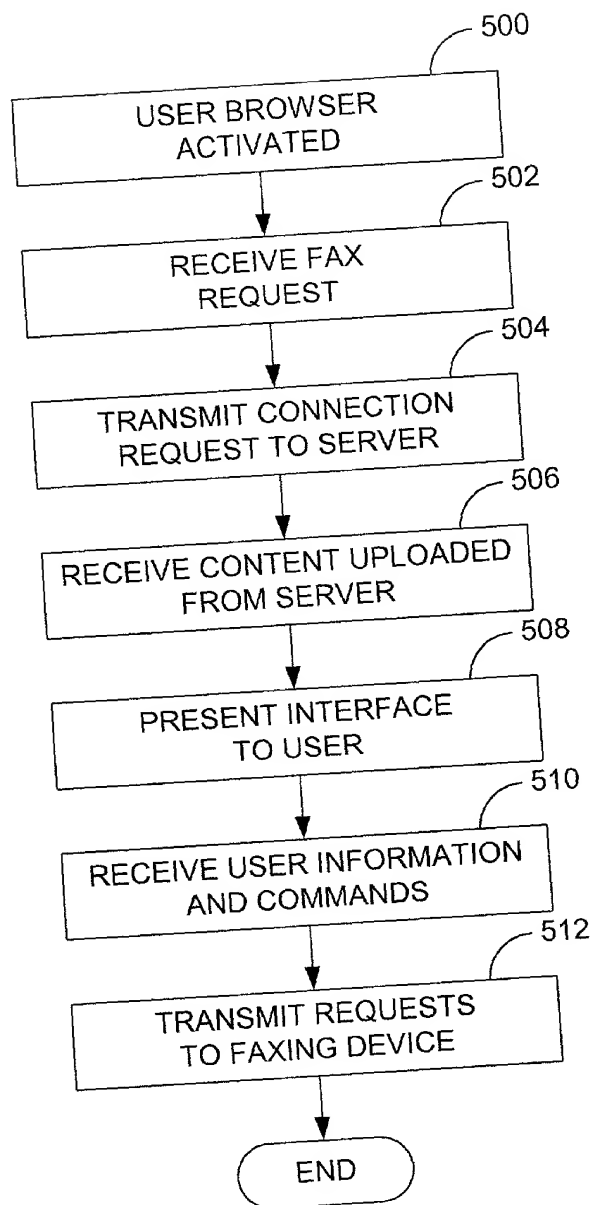 500
USER BROWSER
ACTIVATED
502
RECEIVE FAX
REQUEST
504
TRANSMIT CONNECTION
REQUEST TO SERVER
506
RECEIVE CONTENT UPLOADED
FROM SERVER
508
PRESENT INTERFACE
TO USER
510
RECEIVE USER INFORMATION
AND COMMANDS
512
TRANSMIT REQUESTS
TO FAXING DEVICE
END